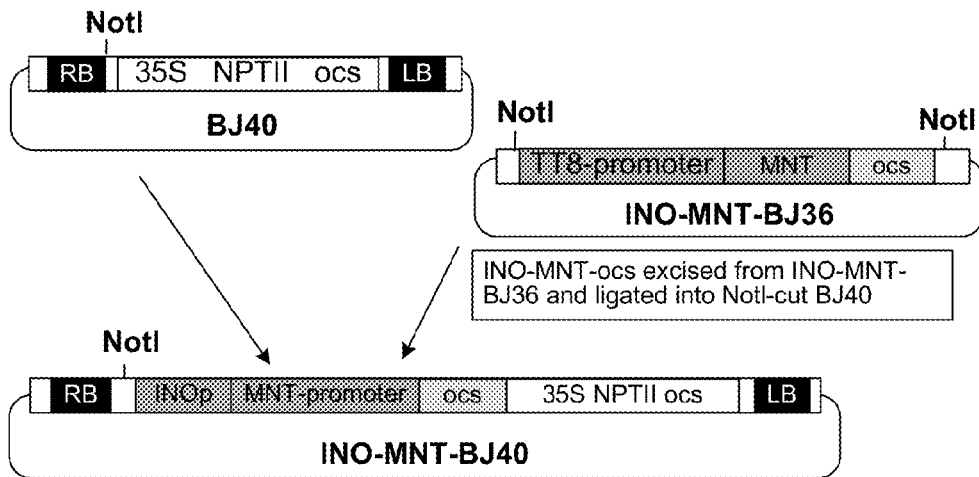 NotI
RB 35S NPTII ocs LB
BJ40
NotI NotI
TT8-promoter MNT ocs
INO-MNT-BJ36
INO-MNT-ocs excised from INO-MNT-
BJ36 and ligated into NotI-cut BJ40
NotI
RB INOp MNT-promoter ocs 35S NPTII ocs LB
INO-MNT-BJ40